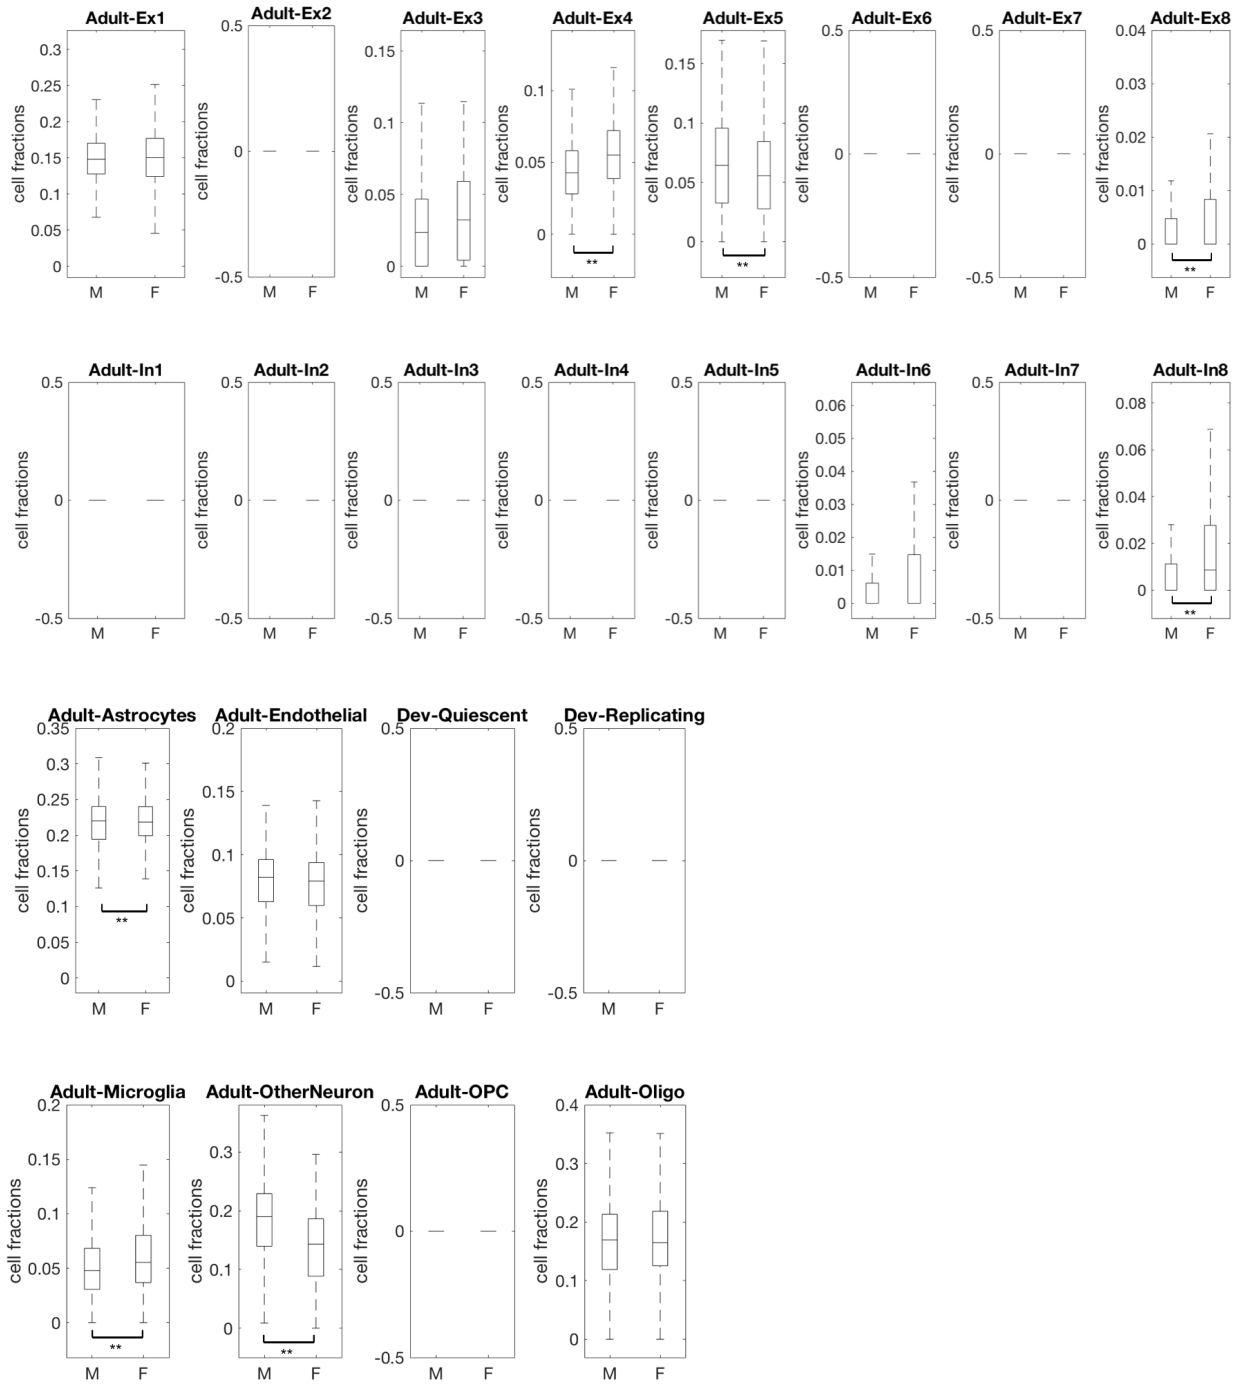 Adult-Ex1 Adult-Ex2 Adult-Ex3 Adult-Ex4 Adult-Ex5 Adult-Ex6 Adult-Ex7 Adult-Ex8
cell fractions cell fractions cell fractions cell fractions cell fractions cell fractions cell fractions cell fractions
0.3 0.25 0.2 0.15 0.1 0.05 0
0.5 0 -0.5
0.15 0.1 0.05 0
0.1 0.05 0
0.15 0.1 0.05 0
0.5 0 -0.5
0.5 0 -0.5
0.04 0.03 0.02 0.01 0
** ** **
M F M F M F M F M F M F M F M F
Adult-In1 Adult-In2 Adult-In3 Adult-In4 Adult-In5 Adult-In6 Adult-In7 Adult-In8
cell fractions cell fractions cell fractions cell fractions cell fractions cell fractions cell fractions cell fractions
0.5 0 -0.5
0.5 0 -0.5
0.5 0 -0.5
0.5 0 -0.5
0.5 0 -0.5
0.06 0.05 0.04 0.03 0.02 0.01 0
0.5 0 -0.5
0.08 0.06 0.04 0.02 0
**
M F M F M F M F M F M F M F M F
Adult-Astrocytes Adult-Endothelial Dev-Quiescent Dev-Replicating
cell fractions cell fractions cell fractions cell fractions
0.35 0.3 0.25 0.2 0.15 0.1 0.05 0
0.2 0.15 0.1 0.05 0
0.5 0 -0.5
0.5 0 -0.5
**
M F M F M F M F
Adult-Microglia Adult-OtherNeuron Adult-OPC Adult-Oligo
cell fractions cell fractions cell fractions cell fractions
0.2 0.15 0.1 0.05 0
0.3 0.2 0.1 0
0.5 0 -0.5
0.4 0.3 0.2 0.1 0
** **
M F M F M F M F